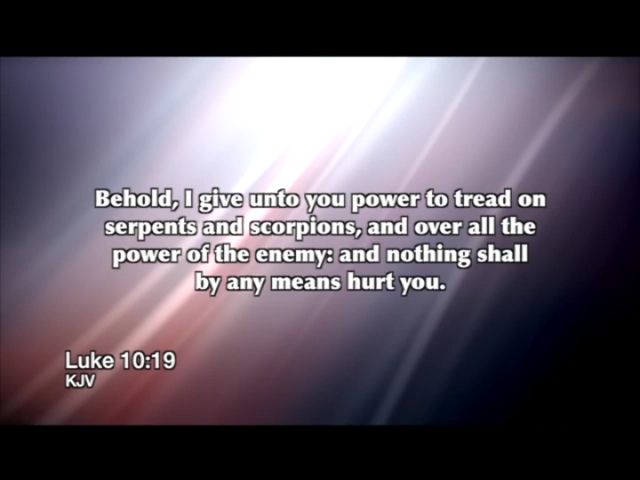 Behold, I give unto you power to tread on
serpents and scorpions, and over all the
power of the enemy: and nothing shall
by any means hurt you.
Luke 10:19
KJV